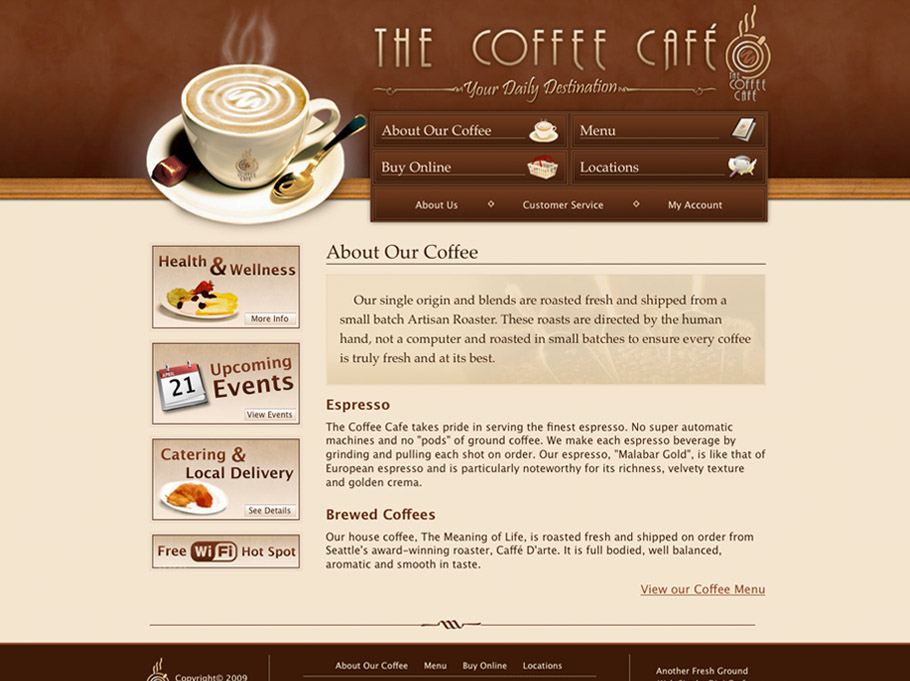 THE COFFEE CAFÉ
THE
COFFEE
CAFÉ
Your Daily Destination
About Our Coffee
Menu
Buy Online
Locations
About Us
Customer Service
My Account
COFFEE
CAFÉ
Health & Wellness
More Info
APRIL
21
Upcoming
Events
View Events
Catering &
Local Delivery
See Details
Free Wi Fi Hot Spot
About Our Coffee
Our single origin and blends are roasted fresh and shipped from a
small batch Artisan Roaster. These roasts are directed by the human
hand, not a computer and roasted in small batches to ensure every coffee
is truly fresh and at its best.
Espresso
The Coffee Cafe takes pride in serving the finest espresso. No super automatic
machines and no "pods" of ground coffee. We make each espresso beverage by
grinding and pulling each shot on order. Our espresso, "Malabar Gold", is like that of
European espresso and is particularly noteworthy for its richness, velvety texture
and golden crema.
Brewed Coffees
Our house coffee, The Meaning of Life, is roasted fresh and shipped on order from
Seattle's award-winning roaster, Caffé D'arte. It is full bodied, well balanced,
aromatic and smooth in taste.
View our Coffee Menu
Copyright© 2009
About Our Coffee
Menu
Buy Online
Locations
Another Fresh Ground